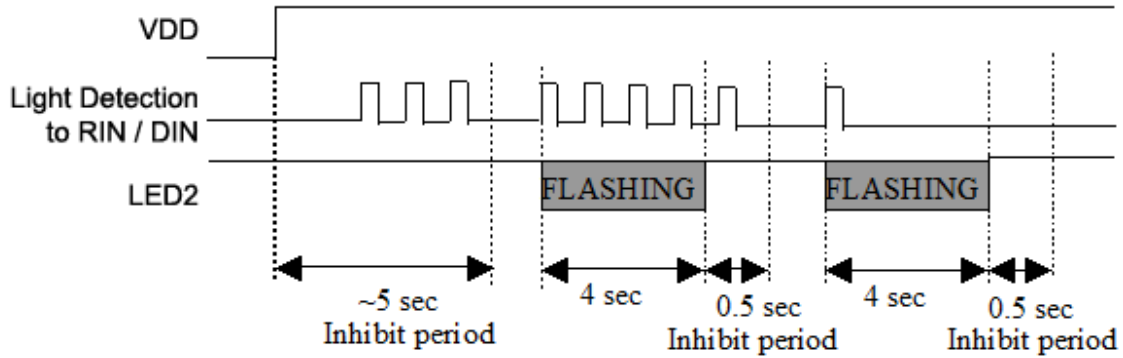 VDD
Light Detection
to RIN / DIN
LED2
FLASHING
FLASHING
~5 sec
Inhibit period
4 sec
0.5 sec
Inhibit period
4 sec
0.5 sec
Inhibit period